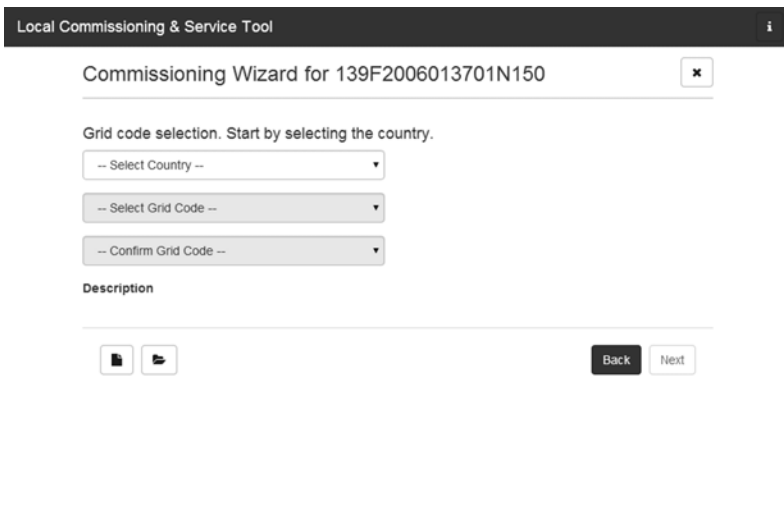 Local Commissioning & Service Tool
i
Commissioning Wizard for 139F2006013701N150
Grid code selection. Start by selecting the country.
-- Select Country --
-- Select Grid Code --
-- Confirm Grid Code --
Description
Back Next